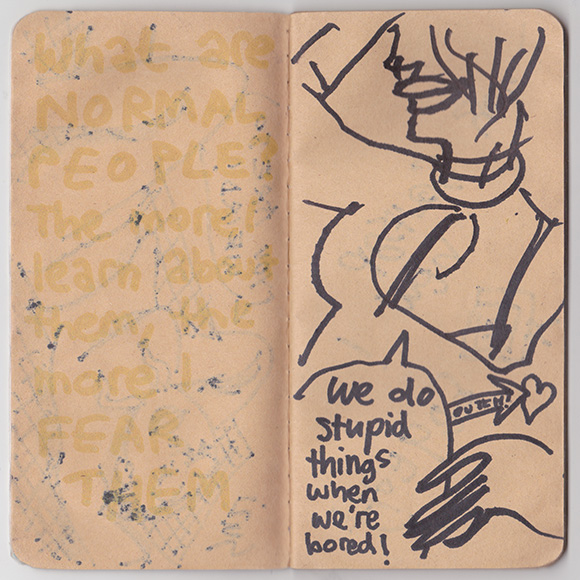 What are
NORMAL
PEOPLE?
The more I
learn about
them, the
more I
FEAR
THEM
We do
stupid
things
when
we're
bored!
OUTCH!